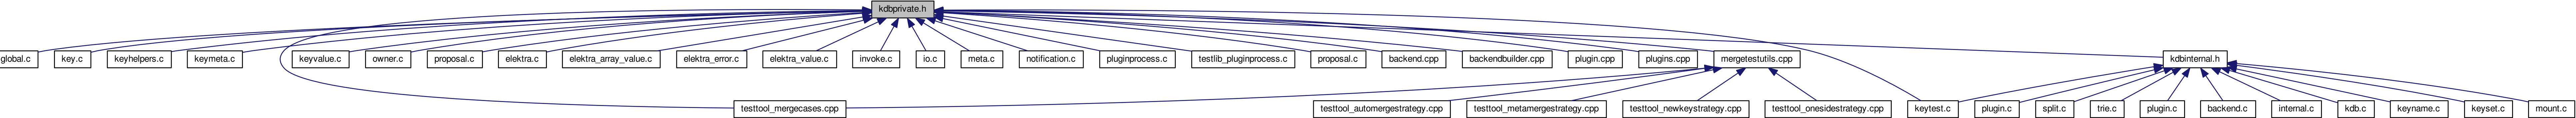 kdbprivate.h
global.c
key.c
keyhelpers.c
keymeta.c
keyvalue.c
owner.c
proposal.c
elektra.c
elektra_array_value.c
elektra_error.c
elektra_value.c
invoke.c
io.c
meta.c
notification.c
pluginprocess.c
testlib_pluginprocess.c
proposal.c
backend.cpp
backendbuilder.cpp
plugin.cpp
plugins.cpp
mergetestutils.cpp
kdbinternal.h
testtool_mergecases.cpp
testtool_automergestrategy.cpp
testtool_metamergestrategy.cpp
testtool_newkeystrategy.cpp
testtool_onesidestrategy.cpp
keytest.c
plugin.c
split.c
trie.c
plugin.c
backend.c
internal.c
kdb.c
keyname.c
keyset.c
mount.c